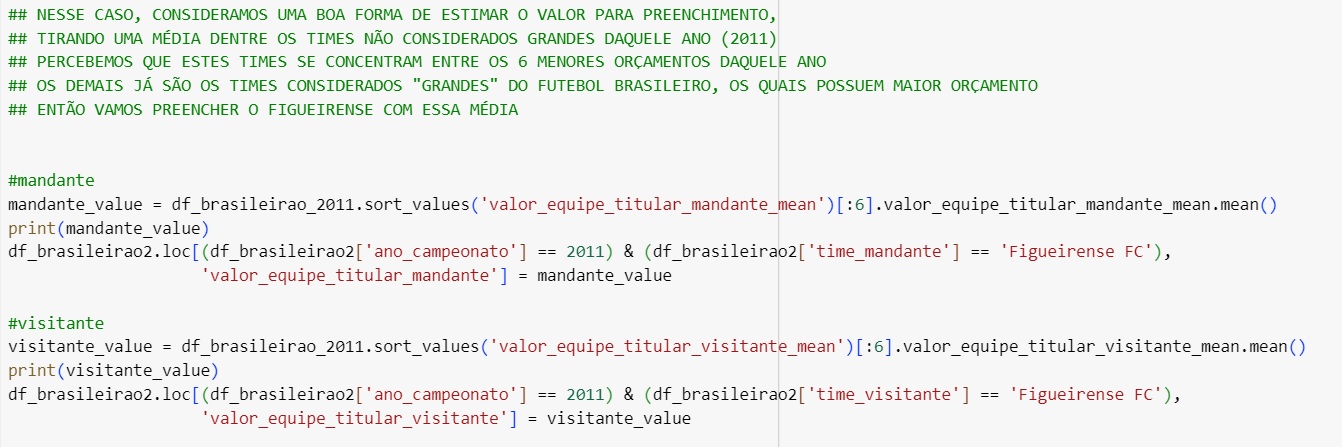 ## NESSE CASO, CONSIDERAMOS UMA BOA FORMA DE ESTIMAR O VALOR PARA PREENCHIMENTO,
## TIRANDO UMA MÉDIA DENTRE OS TIMES NÃO CONSIDERADOS GRANDES DAQUELE ANO (2011)
## PERCEBEMOS QUE ESTES TIMES SE CONCENTRAM ENTRE OS 6 MENORES ORÇAMENTOS DAQUELE ANO
## OS DEMAIS JÁ SÃO OS TIMES CONSIDERADOS "GRANDES" DO FUTEBOL BRASILEIRO, OS QUAIS POSSUEM MAIOR ORÇAMENTO
## ENTÃO VAMOS PREENCHER O FIGUEIRENSE COM ESSA MÉDIA
#mandante
mandante_value = df_brasileirao_2011.sort_values('valor_equipe_titular_mandante_mean')[:6].valor_equipe_titular_mandante_mean.mean()
print(mandante_value)
df_brasileirao2.loc[(df_brasileirao2['ano_campeonato'] == 2011) & (df_brasileirao2['time_mandante'] == 'Figueirense FC'),
'valor_equipe_titular_mandante'] = mandante_value
#visitante
visitante_value = df_brasileirao_2011.sort_values('valor_equipe_titular_visitante_mean')[:6].valor_equipe_titular_visitante_mean.mean()
print(visitante_value)
df_brasileirao2.loc[(df_brasileirao2['ano_campeonato'] == 2011) & (df_brasileirao2['time_visitante'] == 'Figueirense FC'),
'valor_equipe_titular_visitante'] = visitante_value